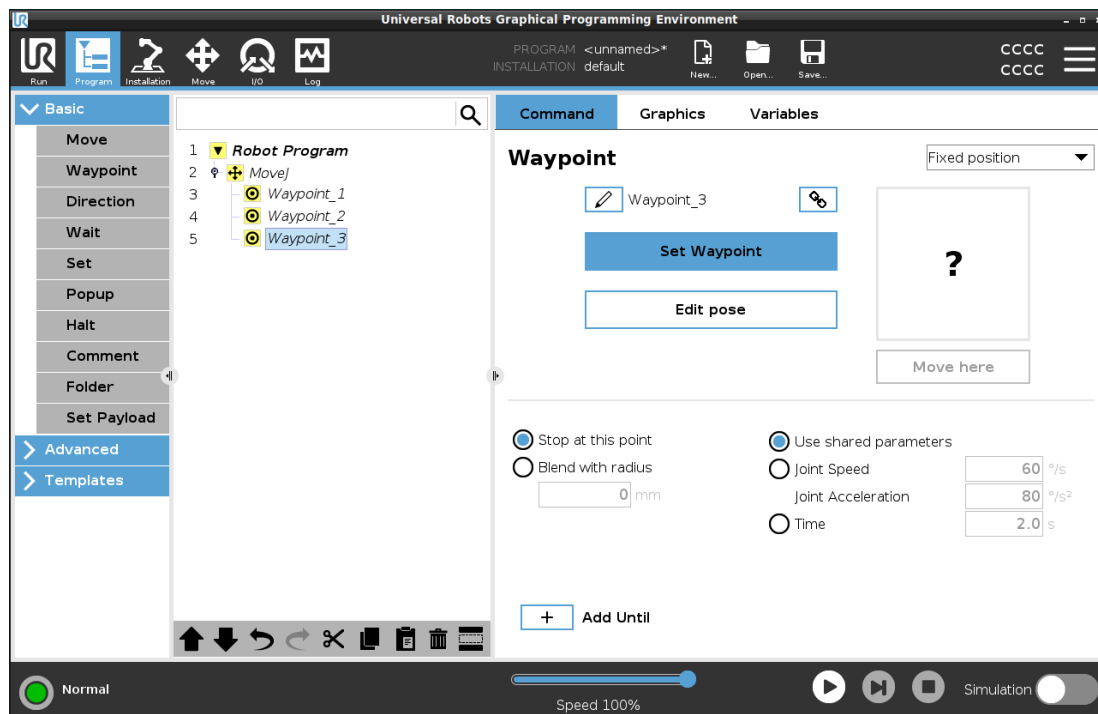 Universal Robots Graphical Programming Environment
UR
Run
Program
Installation
Move
I/O
Log
PROGRAM <unnamed>*
INSTALLATION default
New...
Open...
Save...
CCCC
CCCC
Basic
Move
Waypoint
Direction
Wait
Set
Popup
Halt
Comment
Folder
Set Payload
Advanced
Templates
1 Robot Program
2 MoveJ
3 Waypoint_1
4 Waypoint_2
5 Waypoint_3
Command Graphics Variables
Waypoint
Fixed position
Waypoint_3
Set Waypoint
?
Edit pose
Move here
Stop at this point
Blend with radius
0 mm
Use shared parameters
Joint Speed 60 °/s
Joint Acceleration 80 °/s²
Time 2.0 s
+ Add Until
Normal
Speed 100%
Simulation